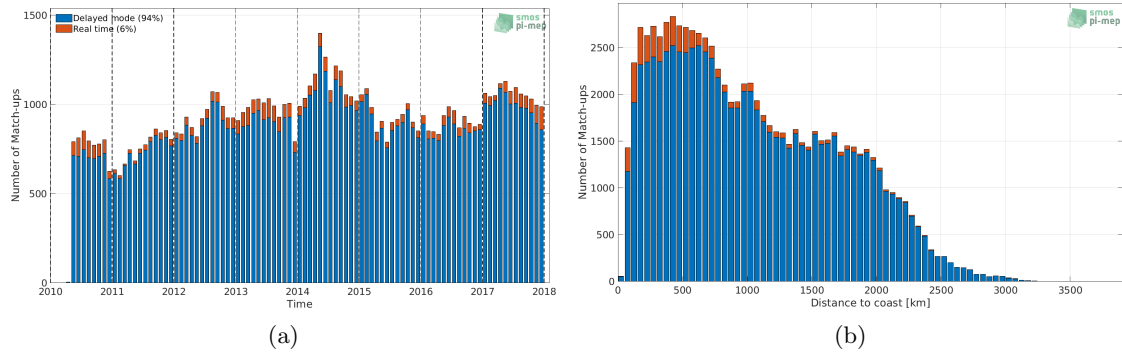 1500
1000
500
0
Number of Match-ups
Delayed mode (94%)
Real time (6%)
smos
pi-mep
2010 2011 2012 2013 2014 2015 2016 2017 2018
Time
(a)
2500
2000
1500
1000
500
0
Number of Match-ups
smos
pi-mep
0 500 1000 1500 2000 2500 3000 3500
Distance to coast [km]
(b)